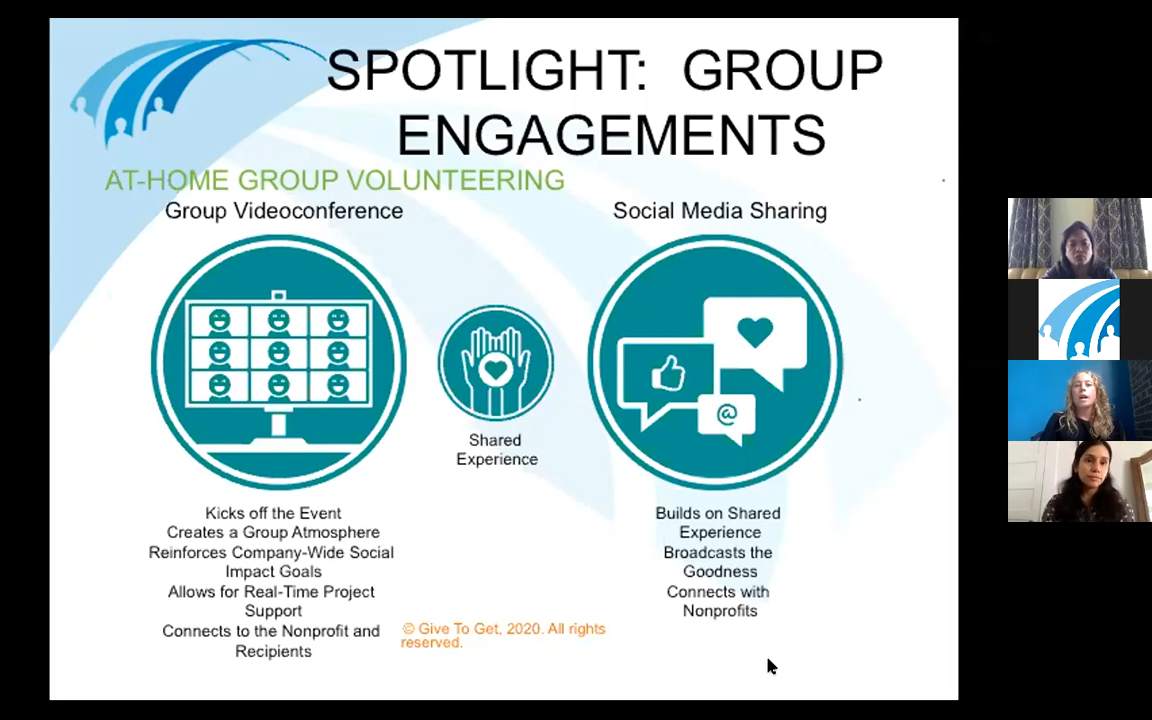 SPOTLIGHT: GROUP
ENGAGEMENTS
AT-HOME GROUP VOLUNTEERING
Group Videoconference
Kicks off the Event
Creates a Group Atmosphere
Reinforces Company-Wide Social
Impact Goals
Allows for Real-Time Project
Support
Connects to the Nonprofit and
Recipients
Shared
Experience
Social Media Sharing
@
Builds on Shared
Experience
Broadcasts the
Goodness
Connects with
Nonprofits
© Give To Get, 2020. All rights
reserved.